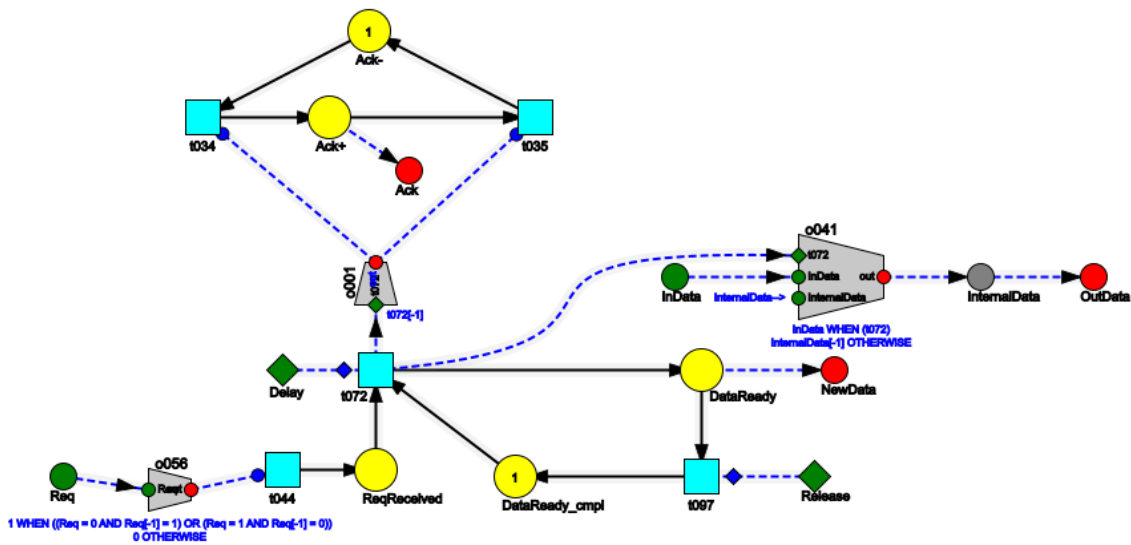 1
Ack-
t034
Ack+
t035
Ack
o001
t072[-1]
o041
t072
InData
out
InternalData
InData
InternalData->
InternalData
OutData
InData WHEN (t072)
InternalData[-1] OTHERWISE
Delay
t072
DataReady
NewData
o056
Req
Req
t044
ReqReceived
1
DataReady_cmpl
t097
Release
1 WHEN ((Req = 0 AND Req[-1] = 1) OR (Req = 1 AND Req[-1] = 0))
0 OTHERWISE